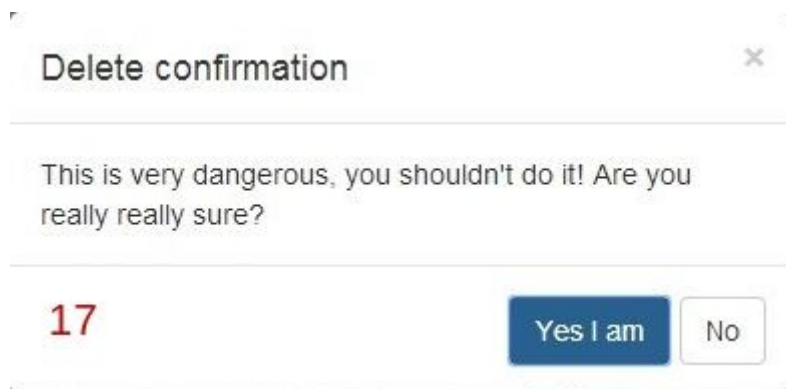 Delete confirmation ×
This is very dangerous, you shouldn't do it! Are you
really really sure?
17 Yes I am No